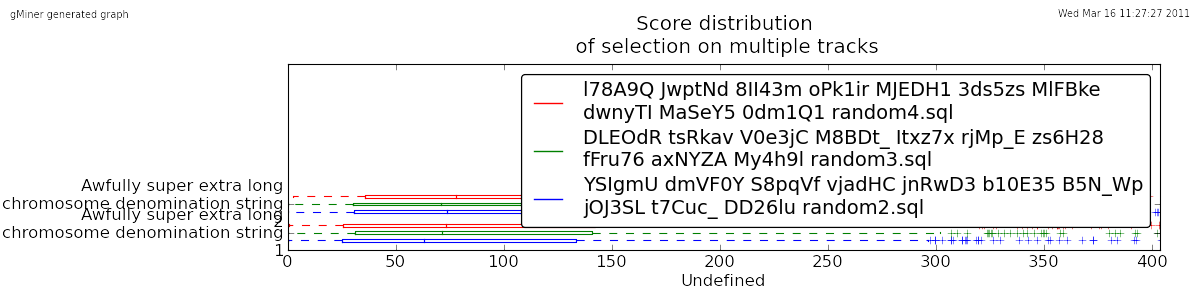 gMiner generated graph
Wed Mar 16 11:27:27 2011
Score distribution
of selection on multiple tracks
l78A9Q JwptNd 8II43m oPk1ir MJEDH1 3ds5zs MlFBke
dwnyTI MaSeY5 0dm1Q1 random4.sql
DLEOdR tsRkav V0e3jC M8BDt_ Itxz7x rjMp_E zs6H28
fFru76 axNYZA My4h9l random3.sql
YSIgmU dmVF0Y S8pqVf vjadHC jnRwD3 b10E35 B5N_Wp
jOJ3SL t7Cuc_ DD26lu random2.sql
Awfully super extra long
chromosome denomination string
2
Awfully super extra long
chromosome denomination string
1
0 50 100 150 200 250 300 350 400
Undefined